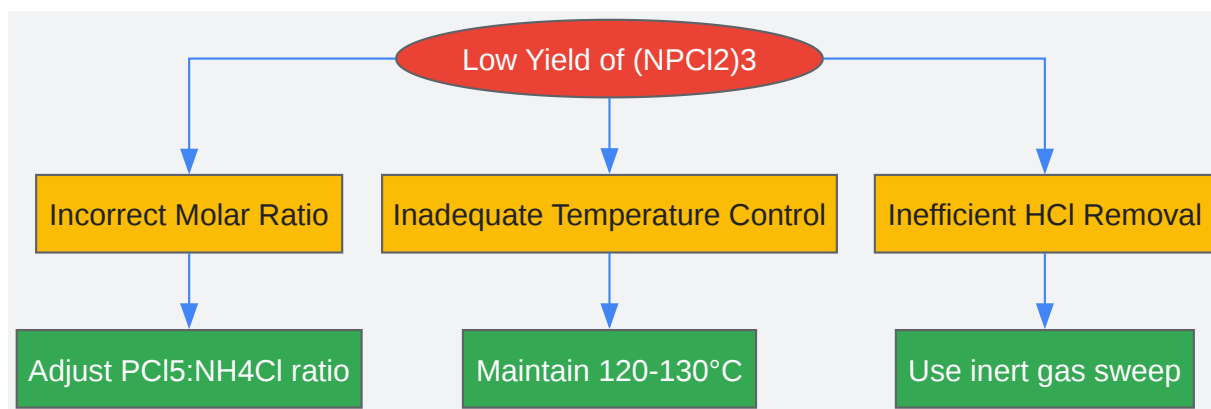 Low Yield of (NPCl2)3
Incorrect Molar Ratio
Inadequate Temperature Control
Inefficient HCl Removal
Adjust PCl5:NH4Cl ratio
Maintain 120-130°C
Use inert gas sweep